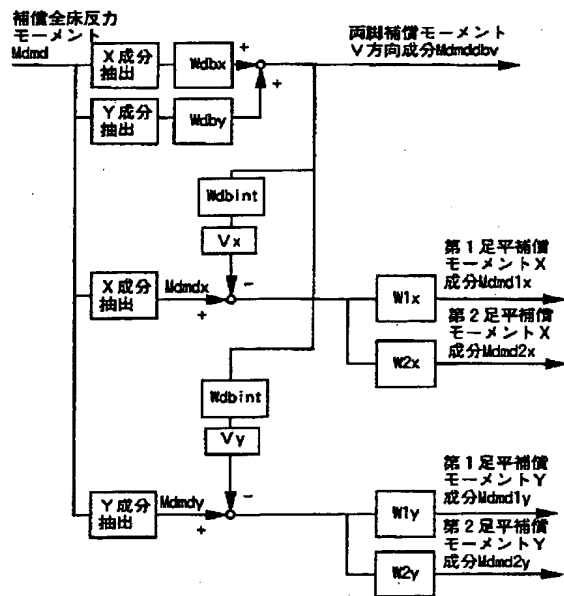 補償全床反力
モーメント
Mdmd
両脚補償モーメント
V方向成分Mdmddbv
X成分
抽出
Wdbx
+
+
Y成分
抽出
Wdby
Wdbint
Vx
X成分
抽出
Mdmdx
-
+
W1x
第1足平補償
モーメントX
成分Mdmd1x
W2x
第2足平補償
モーメントX
成分Mdmd2x
Wdbint
Vy
Y成分
抽出
Mdmdy
-
+
W1y
第1足平補償
モーメントY
成分Mdmd1y
W2y
第2足平補償
モーメントY
成分Mdmd2y